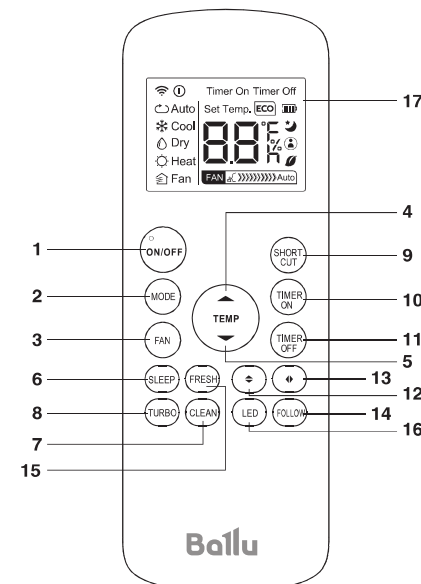 Timer On Timer Off
Auto Set Temp. ECO
Cool
Dry
Heat
Fan
88
°F
%
h
FAN Auto
17
4
1 ON/OFF
SHORT CUT 9
2 MODE
TEMP
TIMER ON 10
3 FAN
TIMER OFF 11
5
6 SLEEP FRESH
13
12
8 TURBO CLEAN LED FOLLOW 14
7
16
15
Ballu